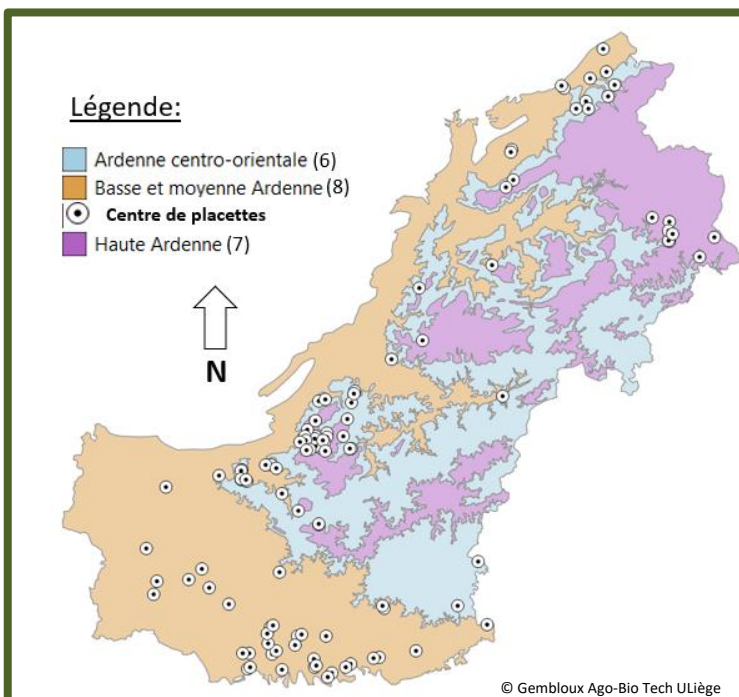 Légende:
Ardenne centro-orientale (6)
Basse et moyenne Ardenne (8)
Centre de placettes
Haute Ardenne (7)
N
© Gembloux Ago-Bio Tech ULiège